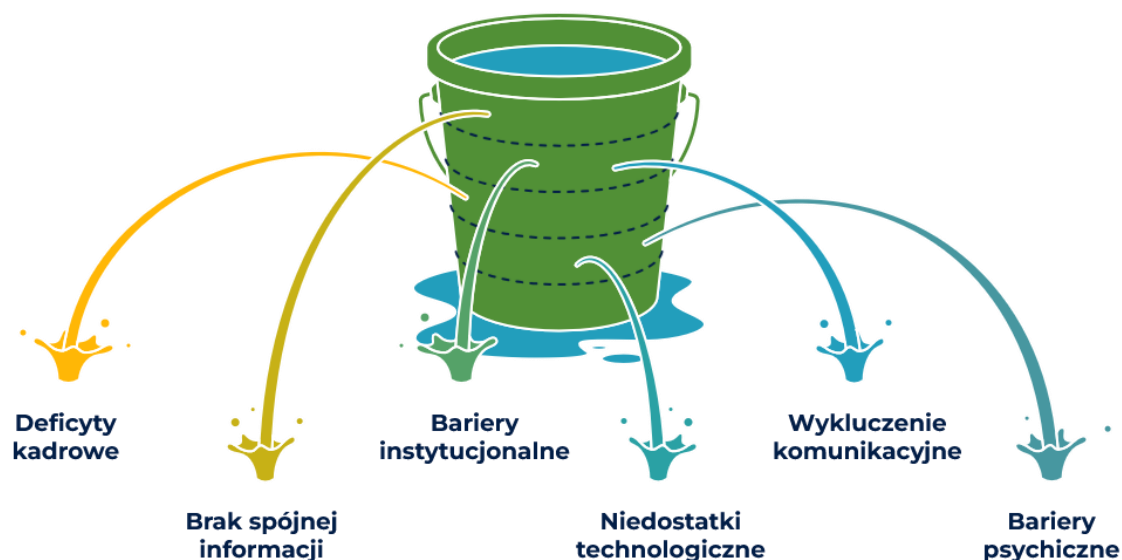 Deficyty
kadrowe
Brak spójnej
informacji
Bariery
instytucjonalne
Niedostatki
technologiczne
Wykluczenie
komunikacyjne
Bariery
psychiczne